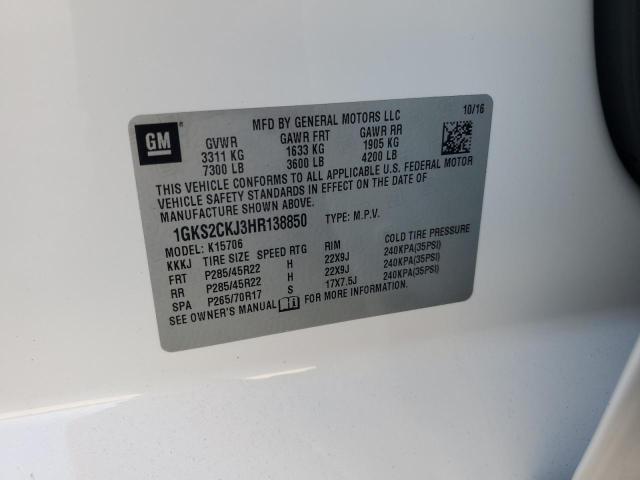 MFD BY GENERAL MOTORS LLC 10/16
GM
GVWR GAWR FRT GAWR RR
3311 KG 1633 KG 1905 KG
7300 LB 3600 LB 4200 LB
THIS VEHICLE CONFORMS TO ALL APPLICABLE U.S. FEDERAL MOTOR
VEHICLE SAFETY STANDARDS IN EFFECT ON THE DATE OF
MANUFACTURE SHOWN ABOVE.
1GKS2CKJ3HR138850 TYPE: M.P.V.
MODEL: K15706
KKKJ TIRE SIZE SPEED RTG RIM COLD TIRE PRESSURE
FRT P285/45R22 H 22X9J 240KPA(35PSI)
RR P285/45R22 H 22X9J 240KPA(35PSI)
SPA P265/70R17 S 17X7.5J 240KPA(35PSI)
SEE OWNER'S MANUAL FOR MORE INFORMATION.